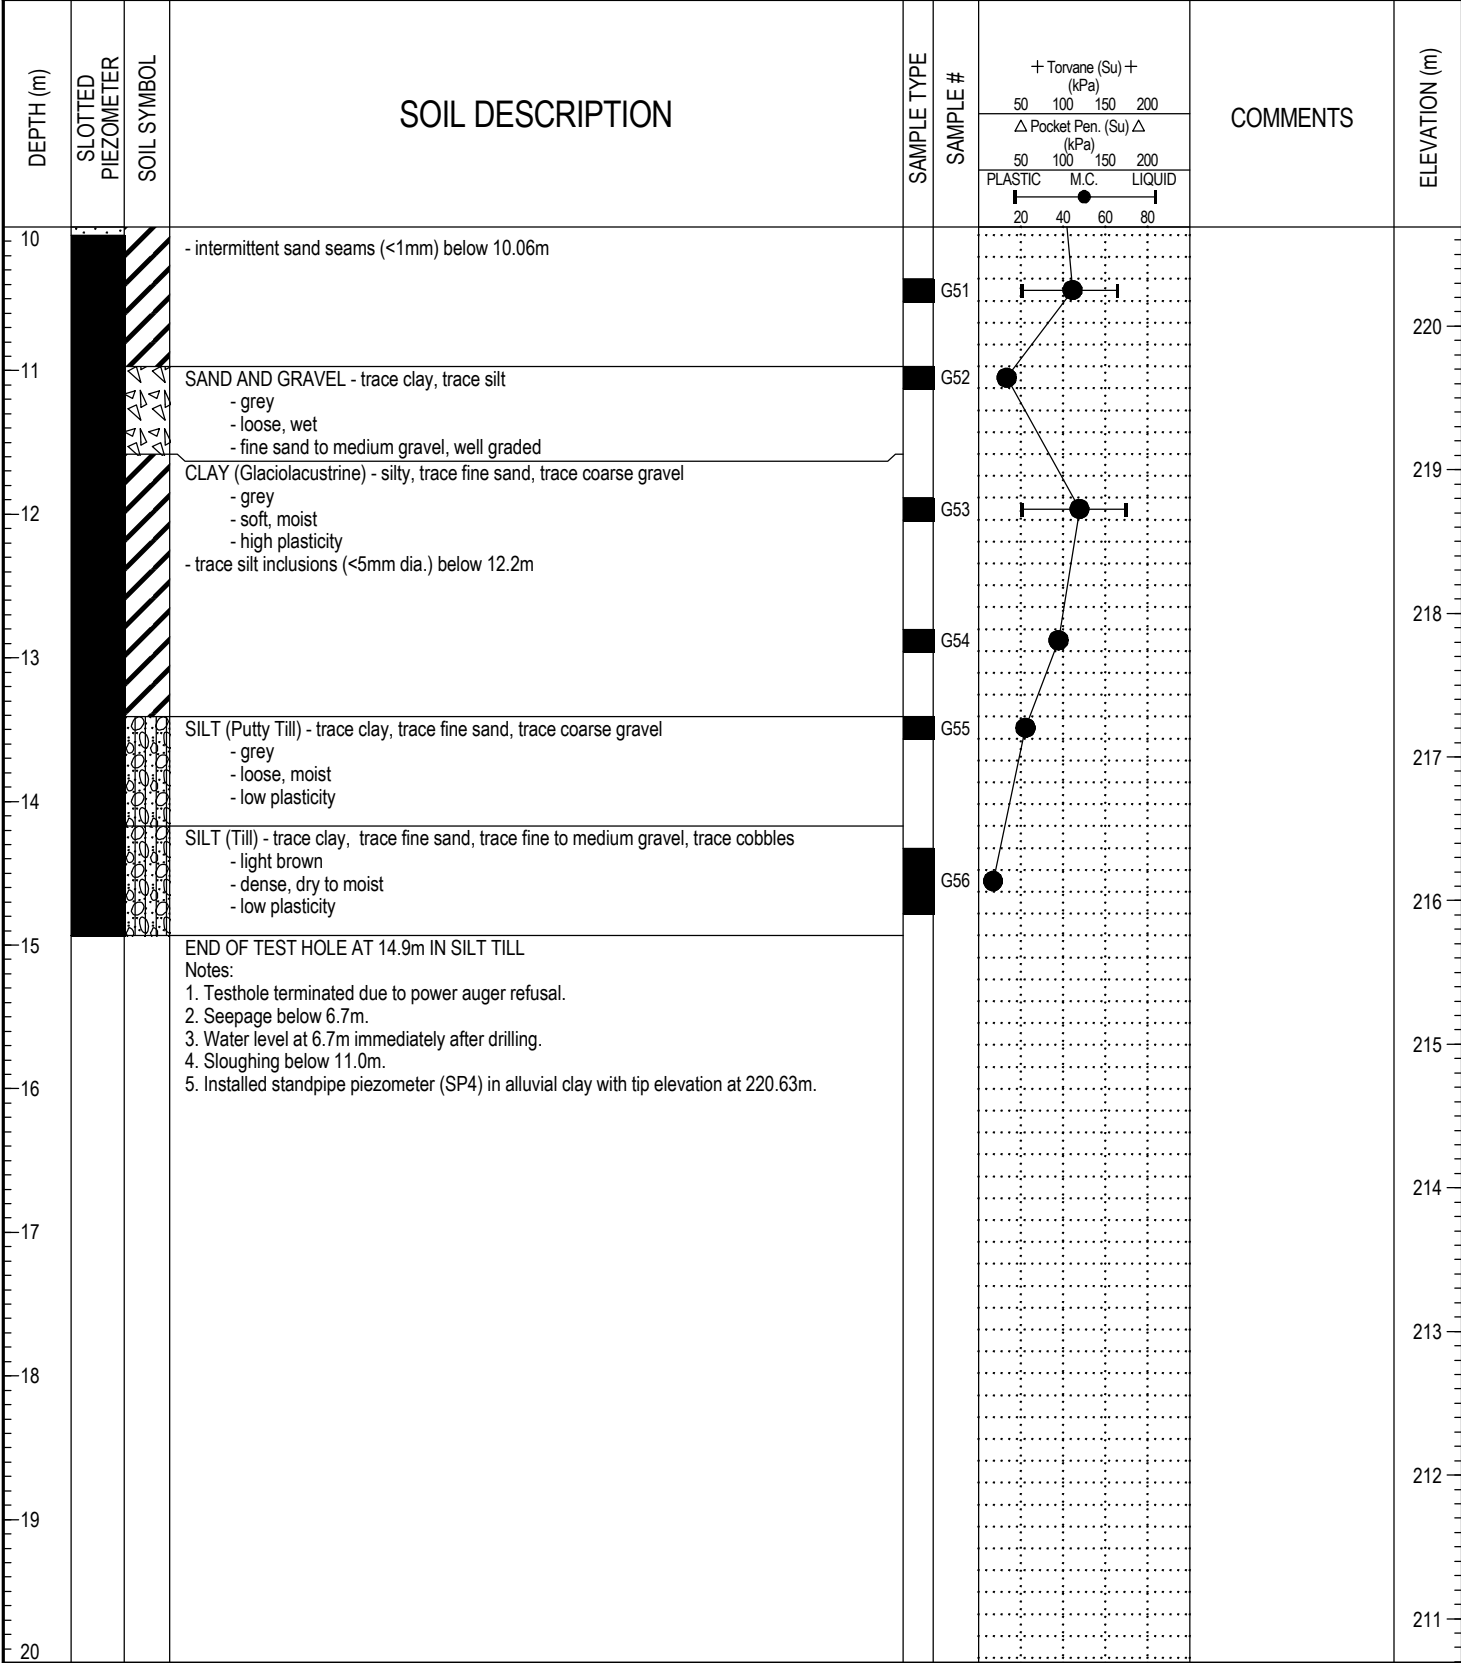 DEPTH (m)
SLOTTED
PIEZOMETER
SOIL SYMBOL
SOIL DESCRIPTION
SAMPLE TYPE
SAMPLE #
+ Torvane (Su) +
(kPa)
50 100 150 200
△ Pocket Pen. (Su) △
(kPa)
50 100 150 200
PLASTIC M.C. LIQUID
20 40 60 80
COMMENTS
ELEVATION (m)
10
- intermittent sand seams (<1mm) below 10.06m
G51
220
11
SAND AND GRAVEL - trace clay, trace silt
G52
- grey
- loose, wet
- fine sand to medium gravel, well graded
CLAY (Glaciolacustrine) - silty, trace fine sand, trace coarse gravel
219
- grey
G53
12
- soft, moist
- high plasticity
- trace silt inclusions (<5mm dia.) below 12.2m
218
G54
13
SILT (Putty Till) - trace clay, trace fine sand, trace coarse gravel
G55
- grey
217
- loose, moist
- low plasticity
14
SILT (Till) - trace clay, trace fine sand, trace fine to medium gravel, trace cobbles
- light brown
- dense, dry to moist
G56
- low plasticity
216
15
END OF TEST HOLE AT 14.9m IN SILT TILL
Notes:
1. Testhole terminated due to power auger refusal.
2. Seepage below 6.7m.
3. Water level at 6.7m immediately after drilling.
215
4. Sloughing below 11.0m.
5. Installed standpipe piezometer (SP4) in alluvial clay with tip elevation at 220.63m.
16
214
17
213
18
212
19
211
20